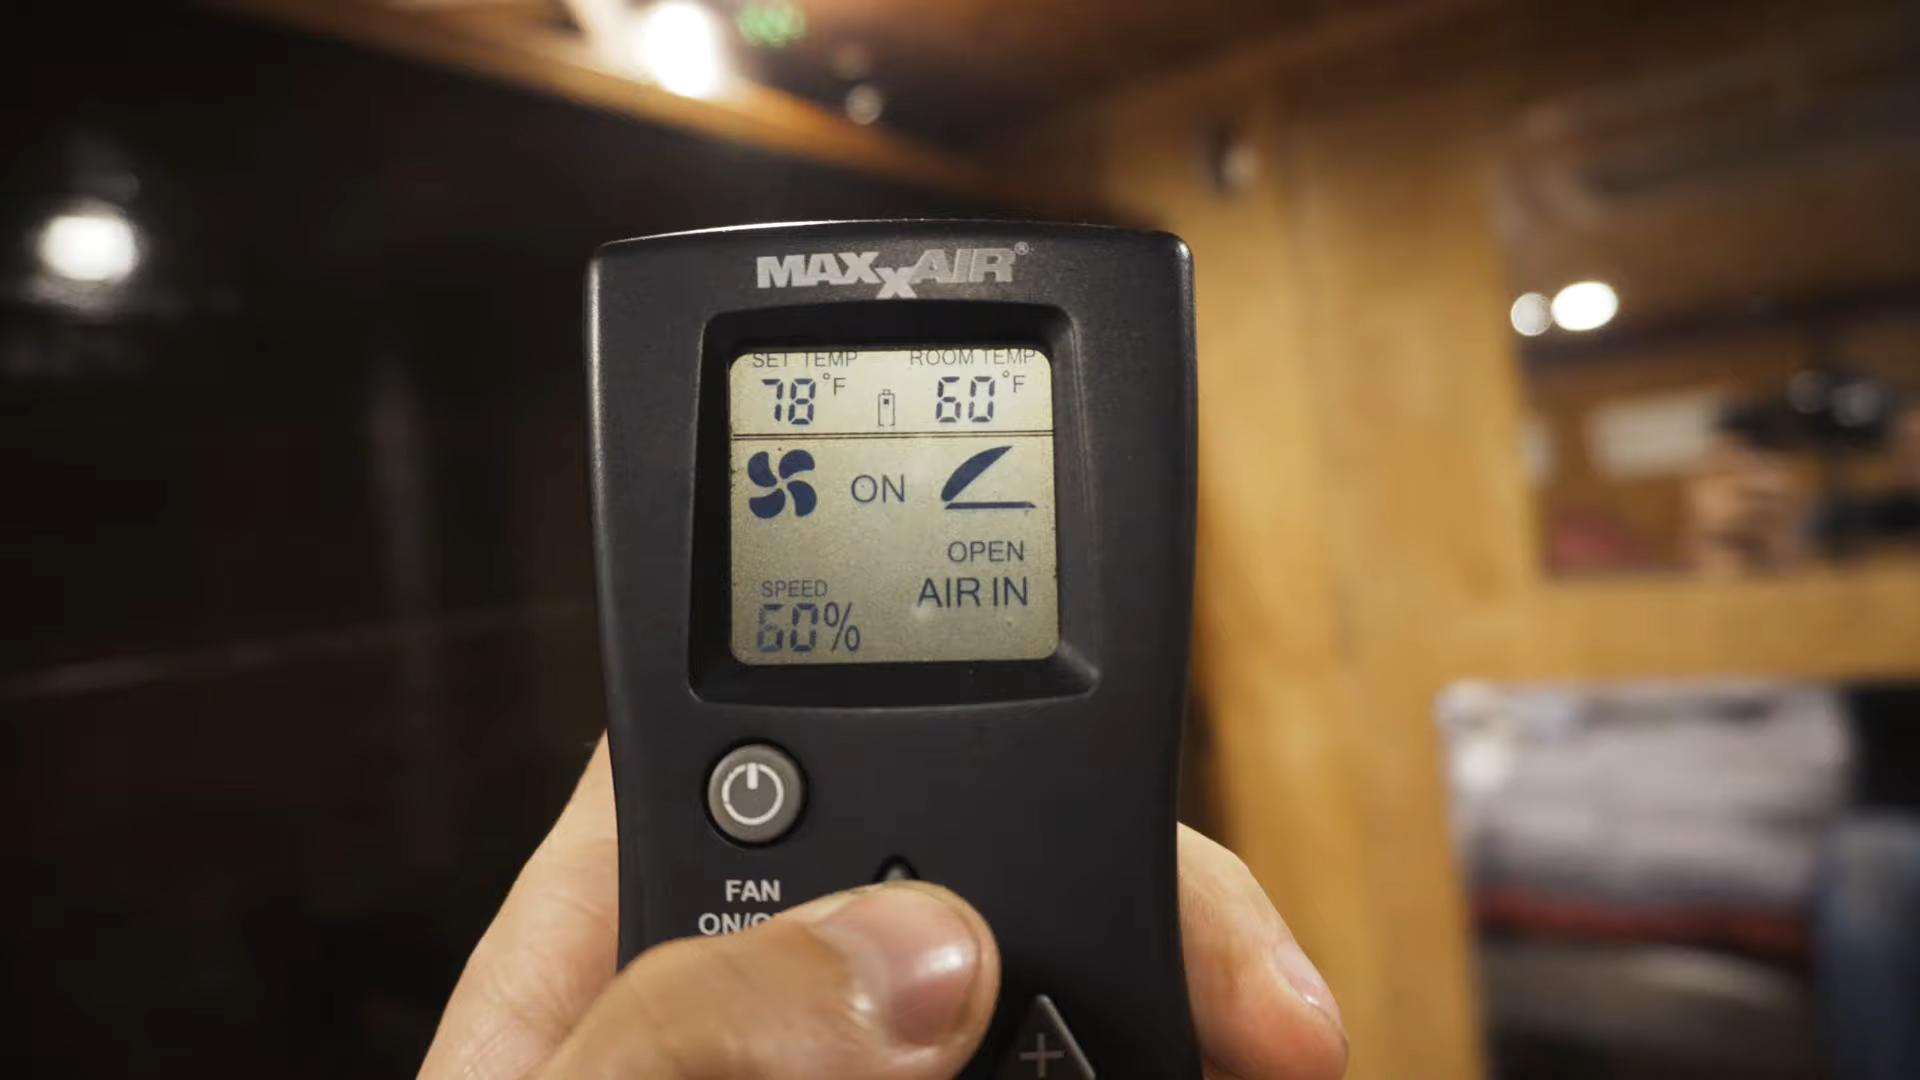 MAXXAIR®
SET TEMP ROOM TEMP
78°F 60°F
ON
OPEN
SPEED AIR IN
60%
FAN
+